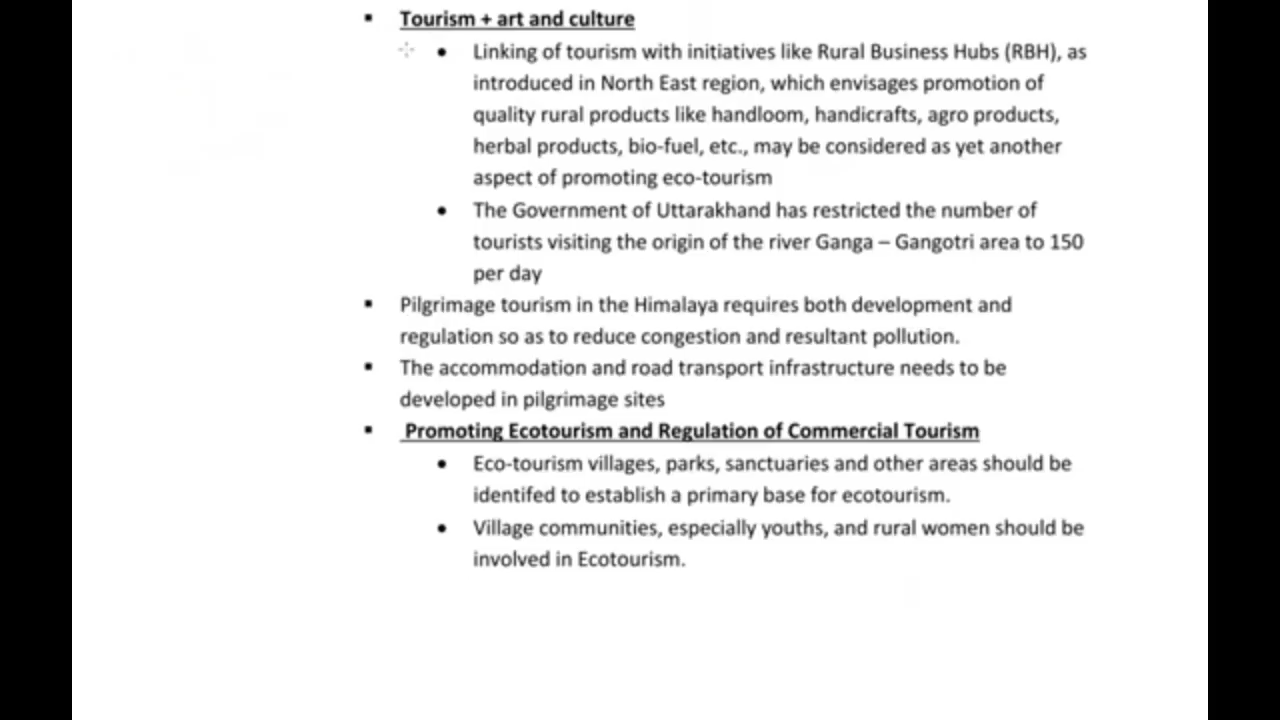 ▪ Tourism + art and culture
• Linking of tourism with initiatives like Rural Business Hubs (RBH), as
introduced in North East region, which envisages promotion of
quality rural products like handloom, handicrafts, agro products,
herbal products, bio-fuel, etc., may be considered as yet another
aspect of promoting eco-tourism
• The Government of Uttarakhand has restricted the number of
tourists visiting the origin of the river Ganga – Gangotri area to 150
per day
▪ Pilgrimage tourism in the Himalaya requires both development and
regulation so as to reduce congestion and resultant pollution.
▪ The accommodation and road transport infrastructure needs to be
developed in pilgrimage sites
▪ Promoting Ecotourism and Regulation of Commercial Tourism
• Eco-tourism villages, parks, sanctuaries and other areas should be
identifed to establish a primary base for ecotourism.
• Village communities, especially youths, and rural women should be
involved in Ecotourism.